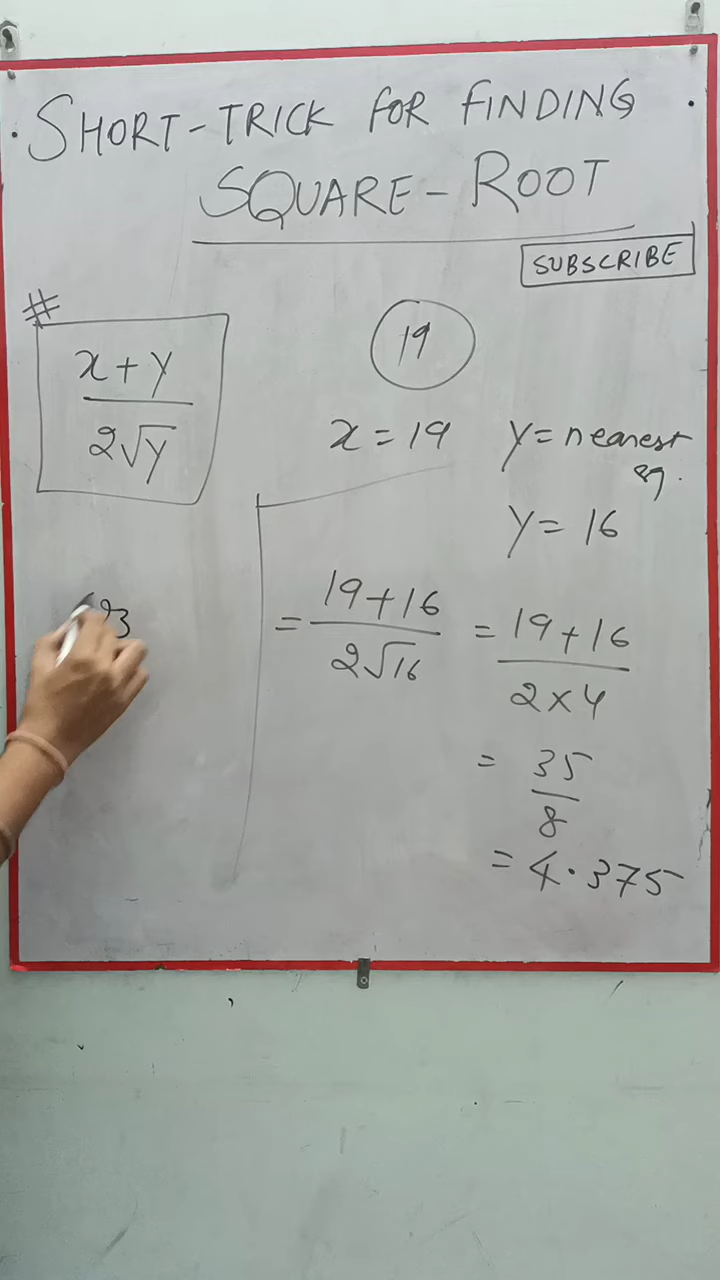 SHORT-TRICK FOR FINDING
SQUARE-ROOT
SUBSCRIBE
#
x+y
2√y
19
x = 19
y = nearest
sq.
y = 16
= 19+16
2√16
= 19+16
2×4
= 35
8
= 4.375